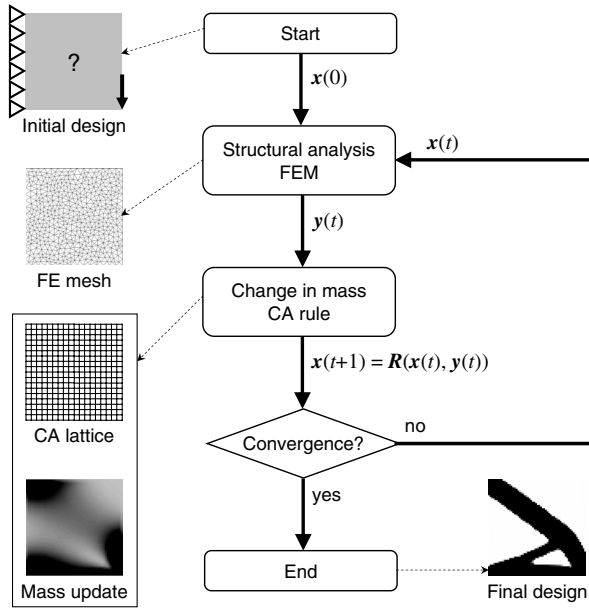 Start
?
x(0)
Initial design
Structural analysis
FEM
x(t)
y(t)
FE mesh
Change in mass
CA rule
x(t+1) = R(x(t), y(t))
CA lattice
Convergence?
no
yes
End
Mass update
Final design